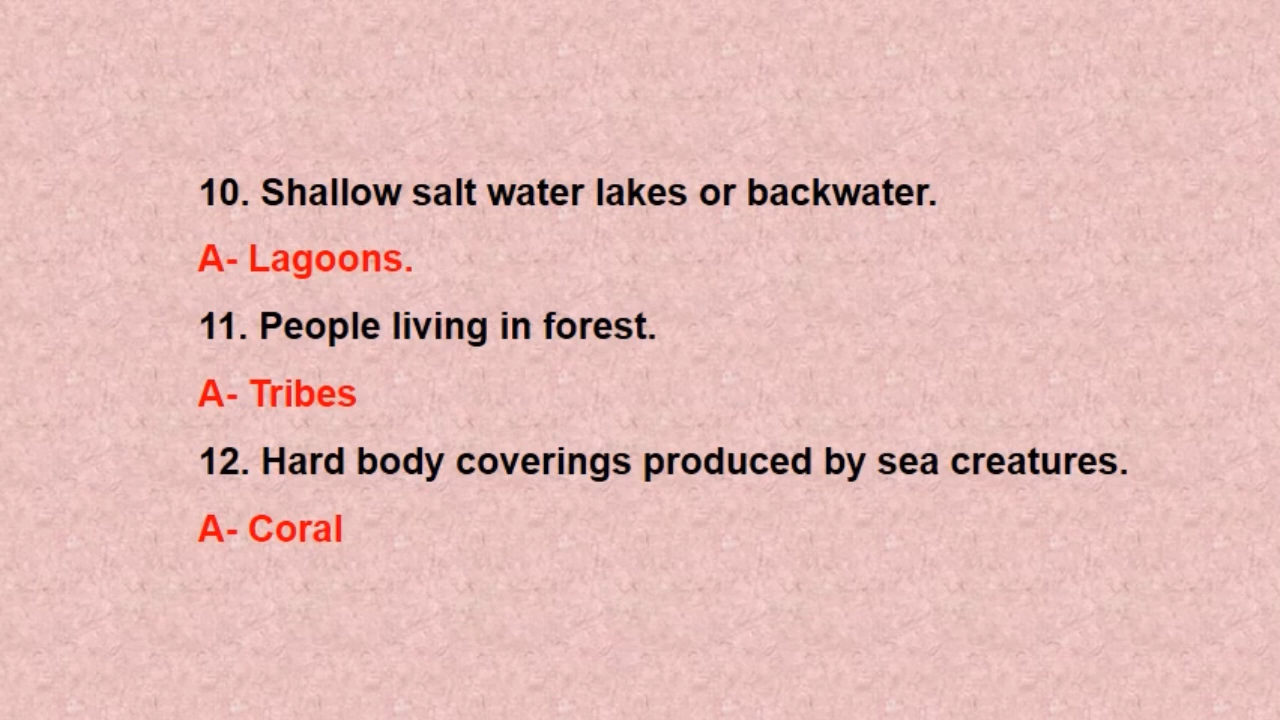 10. Shallow salt water lakes or backwater.
A- Lagoons.
11. People living in forest.
A- Tribes
12. Hard body coverings produced by sea creatures.
A- Coral